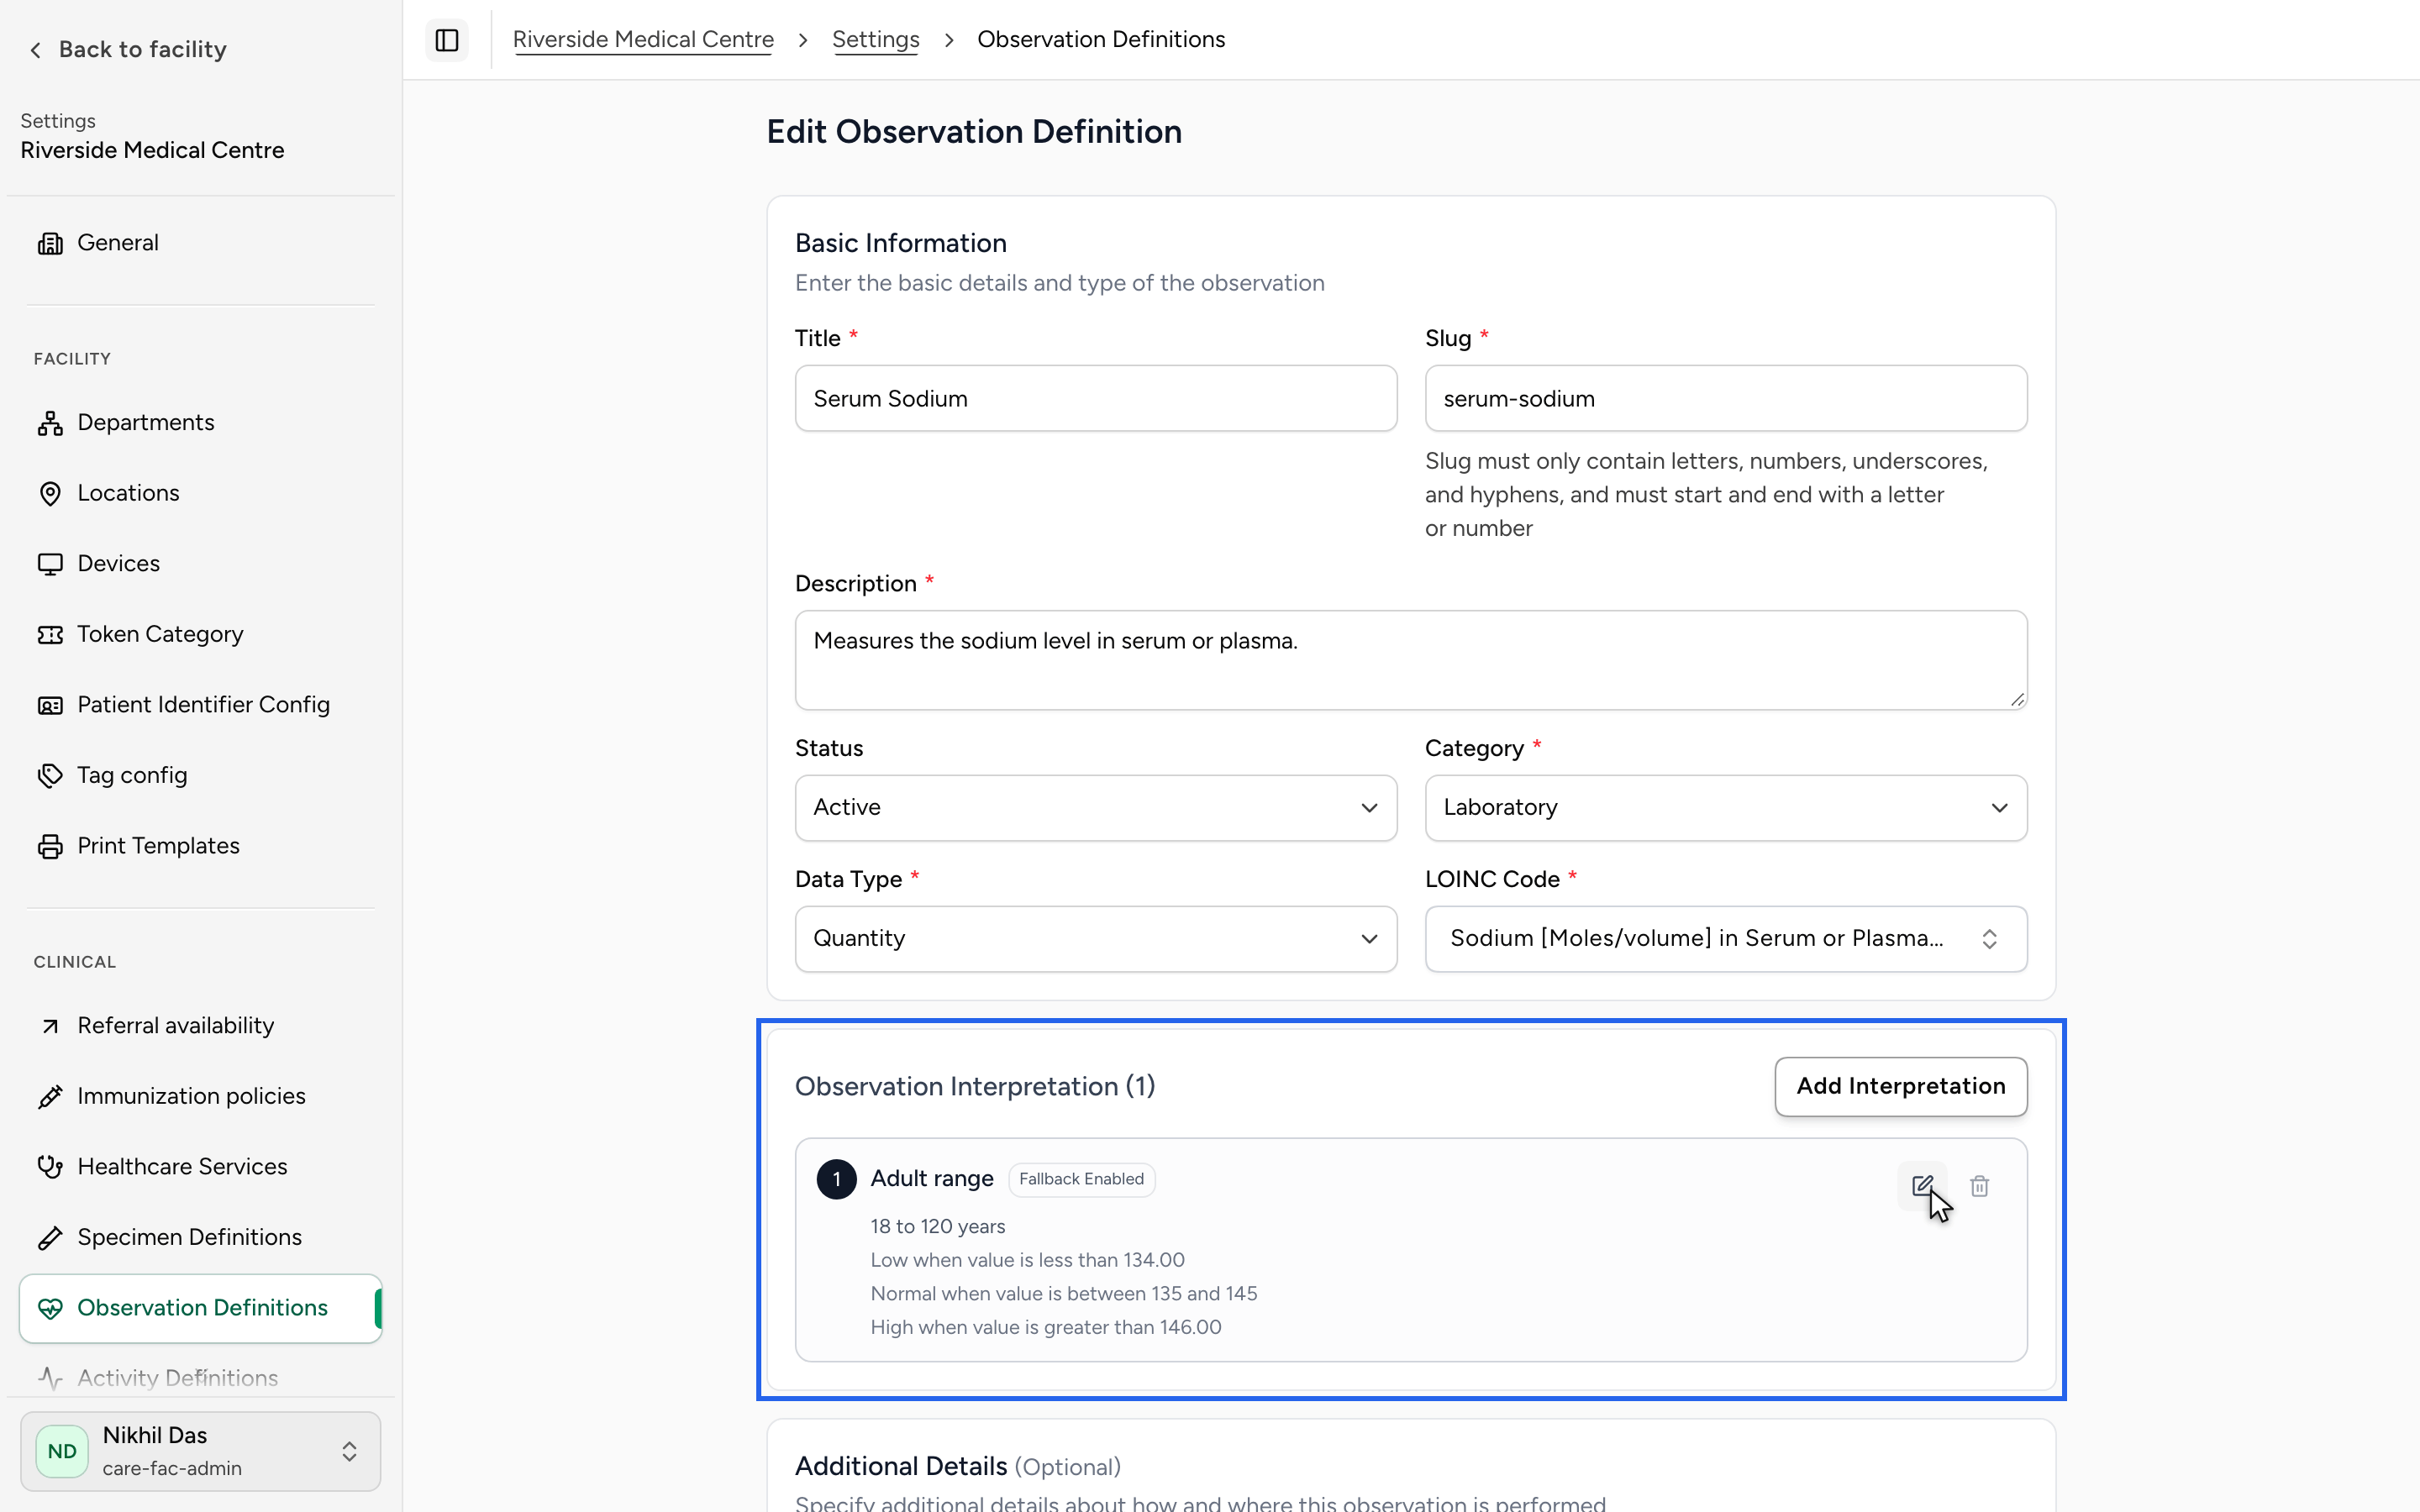 Back to facility
Settings
Riverside Medical Centre
General
FACILITY
Departments
Locations
Devices
Token Category
Patient Identifier Config
Tag config
Print Templates
CLINICAL
Referral availability
Immunization policies
Healthcare Services
Specimen Definitions
Observation Definitions
Activity Definitions
ND
Nikhil Das
care-fac-admin
Riverside Medical Centre > Settings > Observation Definitions
Edit Observation Definition
Basic Information
Enter the basic details and type of the observation
Title *
Serum Sodium
Slug *
serum-sodium
Slug must only contain letters, numbers, underscores,
and hyphens, and must start and end with a letter
or number
Description *
Measures the sodium level in serum or plasma.
Status
Active
Category *
Laboratory
Data Type *
Quantity
LOINC Code *
Sodium [Moles/volume] in Serum or Plasma...
Observation Interpretation (1)
Add Interpretation
1 Adult range Fallback Enabled
18 to 120 years
Low when value is less than 134.00
Normal when value is between 135 and 145
High when value is greater than 146.00
Additional Details (Optional)
Specify additional details about how and where this observation is performed